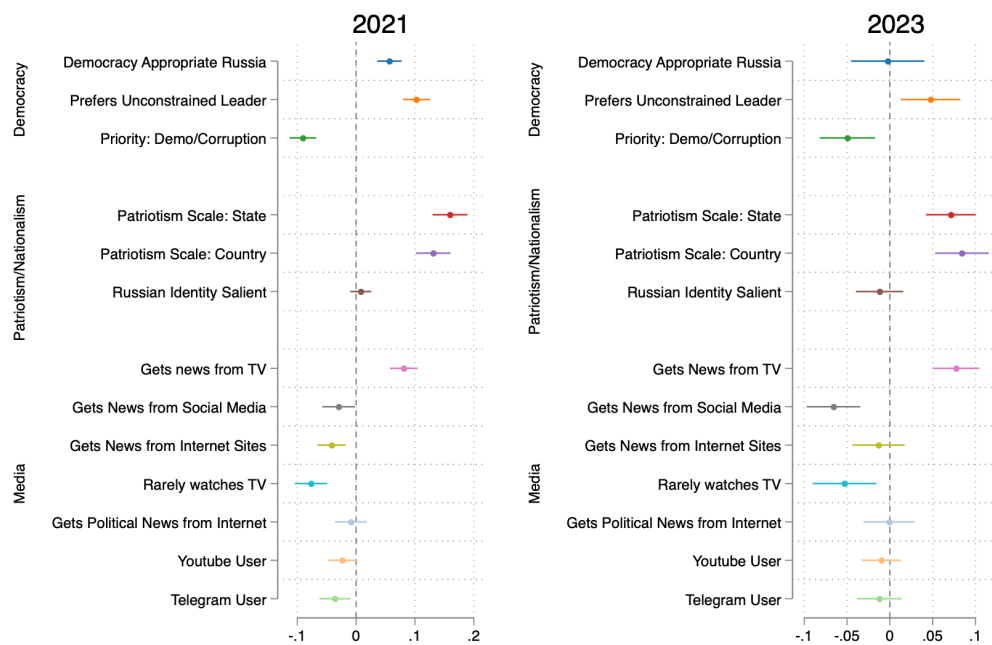 2021
Democracy
Democracy Appropriate Russia
Prefers Unconstrained Leader
Priority: Demo/Corruption
Patriotism/Nationalism
Patriotism Scale: State
Patriotism Scale: Country
Russian Identity Salient
Media
Gets news from TV
Gets News from Social Media
Gets News from Internet Sites
Rarely watches TV
Gets Political News from Internet
Youtube User
Telegram User
-.1 0 .1 .2
2023
Democracy
Democracy Appropriate Russia
Prefers Unconstrained Leader
Priority: Demo/Corruption
Patriotism/Nationalism
Patriotism Scale: State
Patriotism Scale: Country
Russian Identity Salient
Media
Gets News from TV
Gets News from Social Media
Gets News from Internet Sites
Rarely watches TV
Gets Political News from Internet
Youtube User
Telegram User
-.1 -.05 0 .05 .1